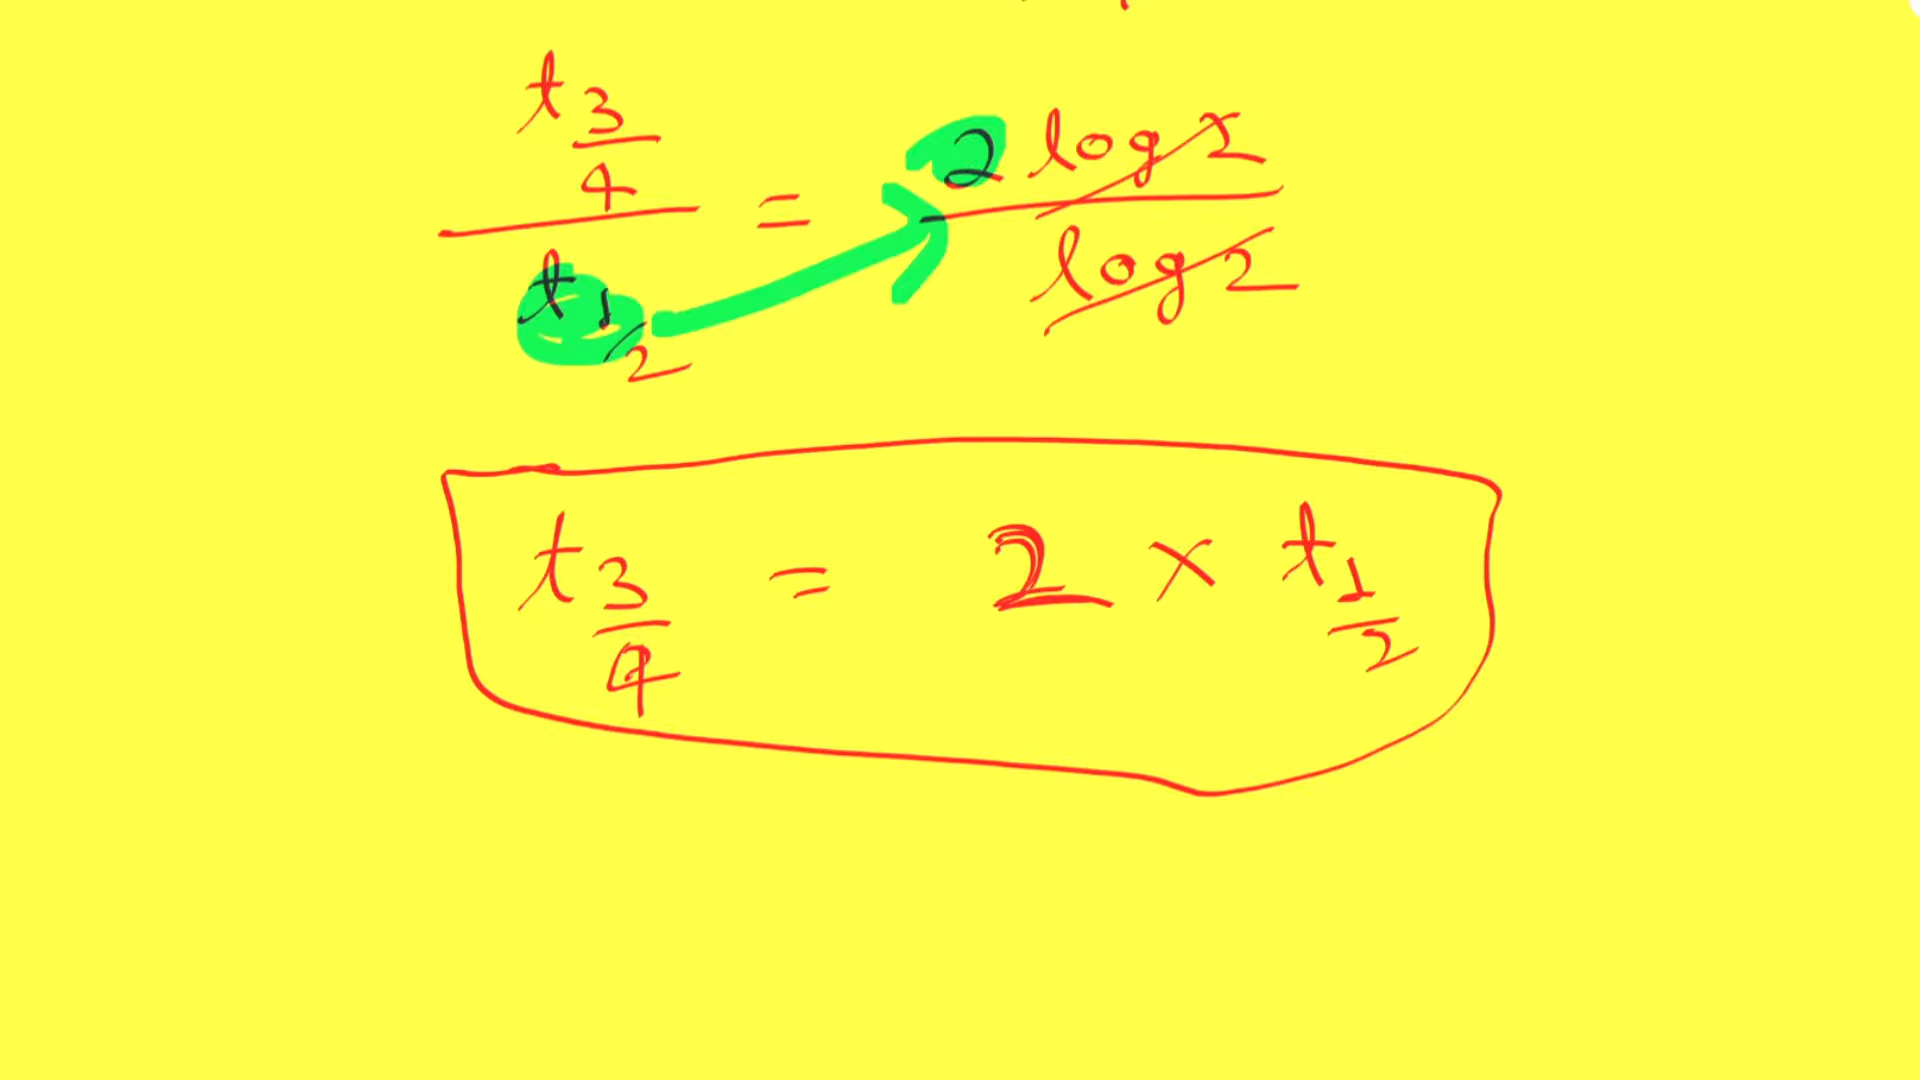 t3/4 / t1/2 = 2 log 2 / log 2
t3/4 = 2 × t1/2